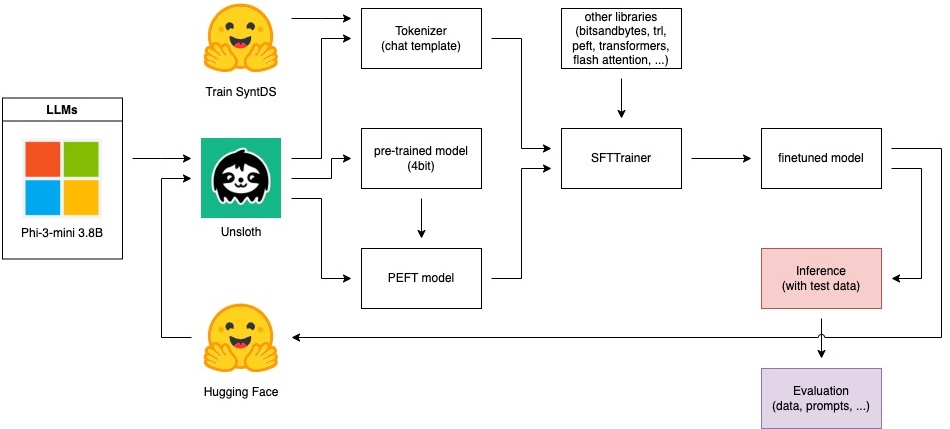 Train SyntDS
Tokenizer
(chat template)
other libraries
(bitsandbytes, trl,
peft, transformers,
flash attention, ...)
LLMs
Phi-3-mini 3.8B
Unsloth
pre-trained model
(4bit)
SFTTrainer
finetuned model
PEFT model
Inference
(with test data)
Hugging Face
Evaluation
(data, prompts, ...)